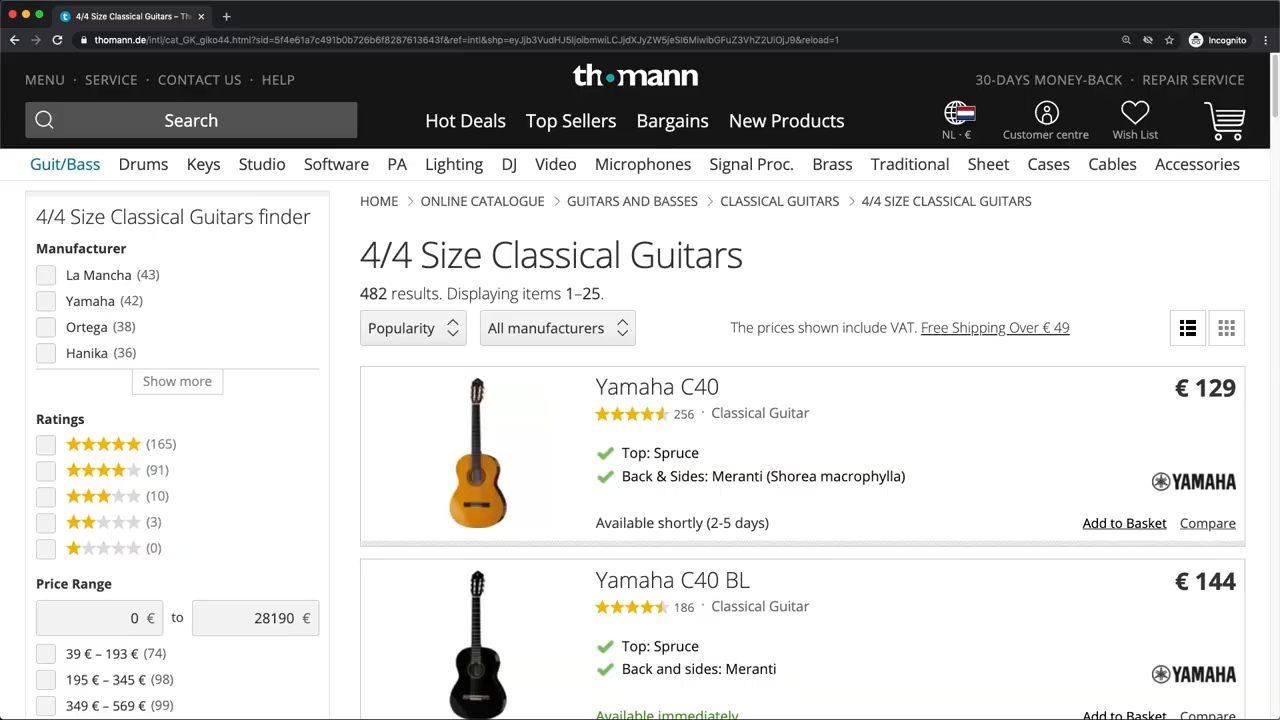 4/4 Size Classical Guitars – Th
thomann.de/intl/cat_GK_giko44.html?sid=5f4e61a7c491b0b726b6f8287613643f&ref=intl&shp=eyJjb3VudHJ5IjoibmwiLCJjdXJyZW5jeSI6MiwibGFuZ3VhZ2UiOjJ9&reload=1
Incognito
MENU · SERVICE · CONTACT US · HELP
th•mann
30-DAYS MONEY-BACK · REPAIR SERVICE
Search
Hot Deals Top Sellers Bargains New Products
NL · € Customer centre Wish List
Guit/Bass Drums Keys Studio Software PA Lighting DJ Video Microphones Signal Proc. Brass Traditional Sheet Cases Cables Accessories
4/4 Size Classical Guitars finder
Manufacturer
La Mancha (43)
Yamaha (42)
Ortega (38)
Hanika (36)
Show more
Ratings
(165)
(91)
(10)
(3)
(0)
Price Range
0 € to 28190 €
39 € – 193 € (74)
195 € – 345 € (98)
349 € – 569 € (99)
HOME > ONLINE CATALOGUE > GUITARS AND BASSES > CLASSICAL GUITARS > 4/4 SIZE CLASSICAL GUITARS
4/4 Size Classical Guitars
482 results. Displaying items 1–25.
Popularity All manufacturers The prices shown include VAT. Free Shipping Over € 49
Yamaha C40
€ 129
256 · Classical Guitar
Top: Spruce
Back & Sides: Meranti (Shorea macrophylla)
YAMAHA
Available shortly (2-5 days)
Add to Basket Compare
Yamaha C40 BL
€ 144
186 · Classical Guitar
Top: Spruce
Back and sides: Meranti
YAMAHA
Available immediately
Add to Basket Compare